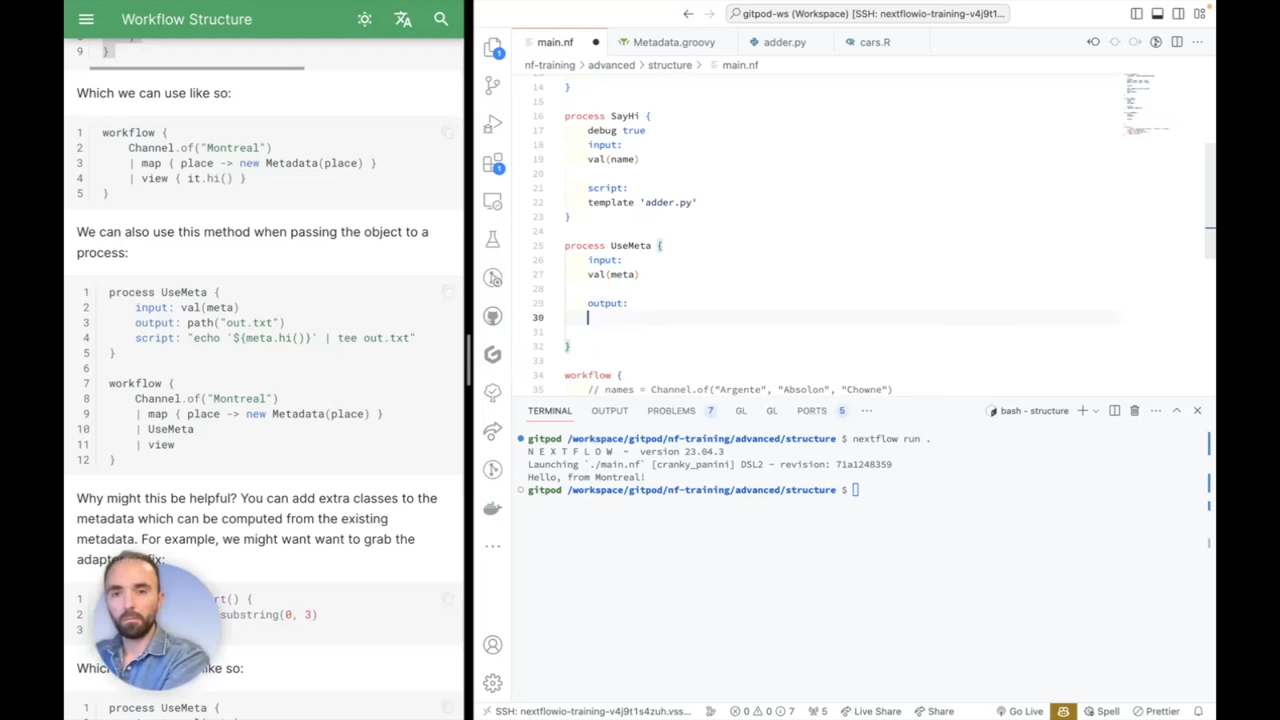 Workflow Structure
9 }
Which we can use like so:
1 workflow {
2 Channel.of("Montreal")
3 | map { place -> new Metadata(place) }
4 | view { it.hi() }
5 }
We can also use this method when passing the object to a
process:
1 process UseMeta {
2 input: val(meta)
3 output: path("out.txt")
4 script: "echo '${meta.hi()}' | tee out.txt"
5 }
6
7 workflow {
8 Channel.of("Montreal")
9 | map { place -> new Metadata(place) }
10 | UseMeta
11 | view
12 }
Why might this be helpful? You can add extra classes to the
metadata which can be computed from the existing
metadata. For example, we might want want to grab the
1 rt() {
2 substring(0, 3)
3
like so:
1 process UseMeta {
gitpod-ws (Workspace) [SSH: nextflowio-training-v4j9t1...
main.nf
Metadata.groovy
adder.py
cars.R
nf-training > advanced > structure > main.nf
14 }
15
16 process SayHi {
17 debug true
18 input:
19 val(name)
20
21 script:
22 template 'adder.py'
23 }
24
25 process UseMeta {
26 input:
27 val(meta)
28
29 output:
30
31
32 }
33
34 workflow {
35 // names = Channel.of("Argente", "Absolon", "Chowne")
TERMINAL OUTPUT PROBLEMS 7 GL GL PORTS 5 ... bash - structure
gitpod /workspace/gitpod/nf-training/advanced/structure $ nextflow run .
N E X T F L O W ~ version 23.04.3
Launching `./main.nf` [cranky_panini] DSL2 - revision: 71a1248359
Hello, from Montreal!
gitpod /workspace/gitpod/nf-training/advanced/structure $
SSH: nextflowio-training-v4j9t1s4zuh.vss... 0 0 7 5 Live Share Share Go Live Spell Prettier